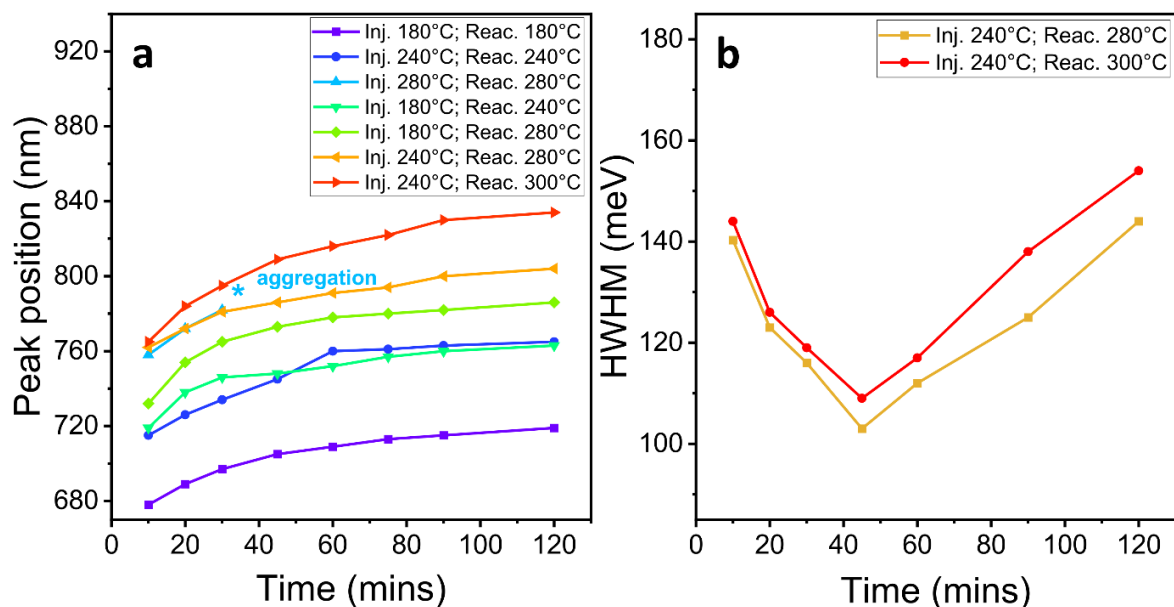 a
Inj. 180°C; Reac. 180°C
Inj. 240°C; Reac. 240°C
Inj. 280°C; Reac. 280°C
Inj. 180°C; Reac. 240°C
Inj. 180°C; Reac. 280°C
Inj. 240°C; Reac. 280°C
Inj. 240°C; Reac. 300°C
Peak position (nm)
920
880
840
800
760
720
680
* aggregation
0 20 40 60 80 100 120
Time (mins)
b
Inj. 240°C; Reac. 280°C
Inj. 240°C; Reac. 300°C
HWHM (meV)
180
160
140
120
100
0 20 40 60 80 100 120
Time (mins)